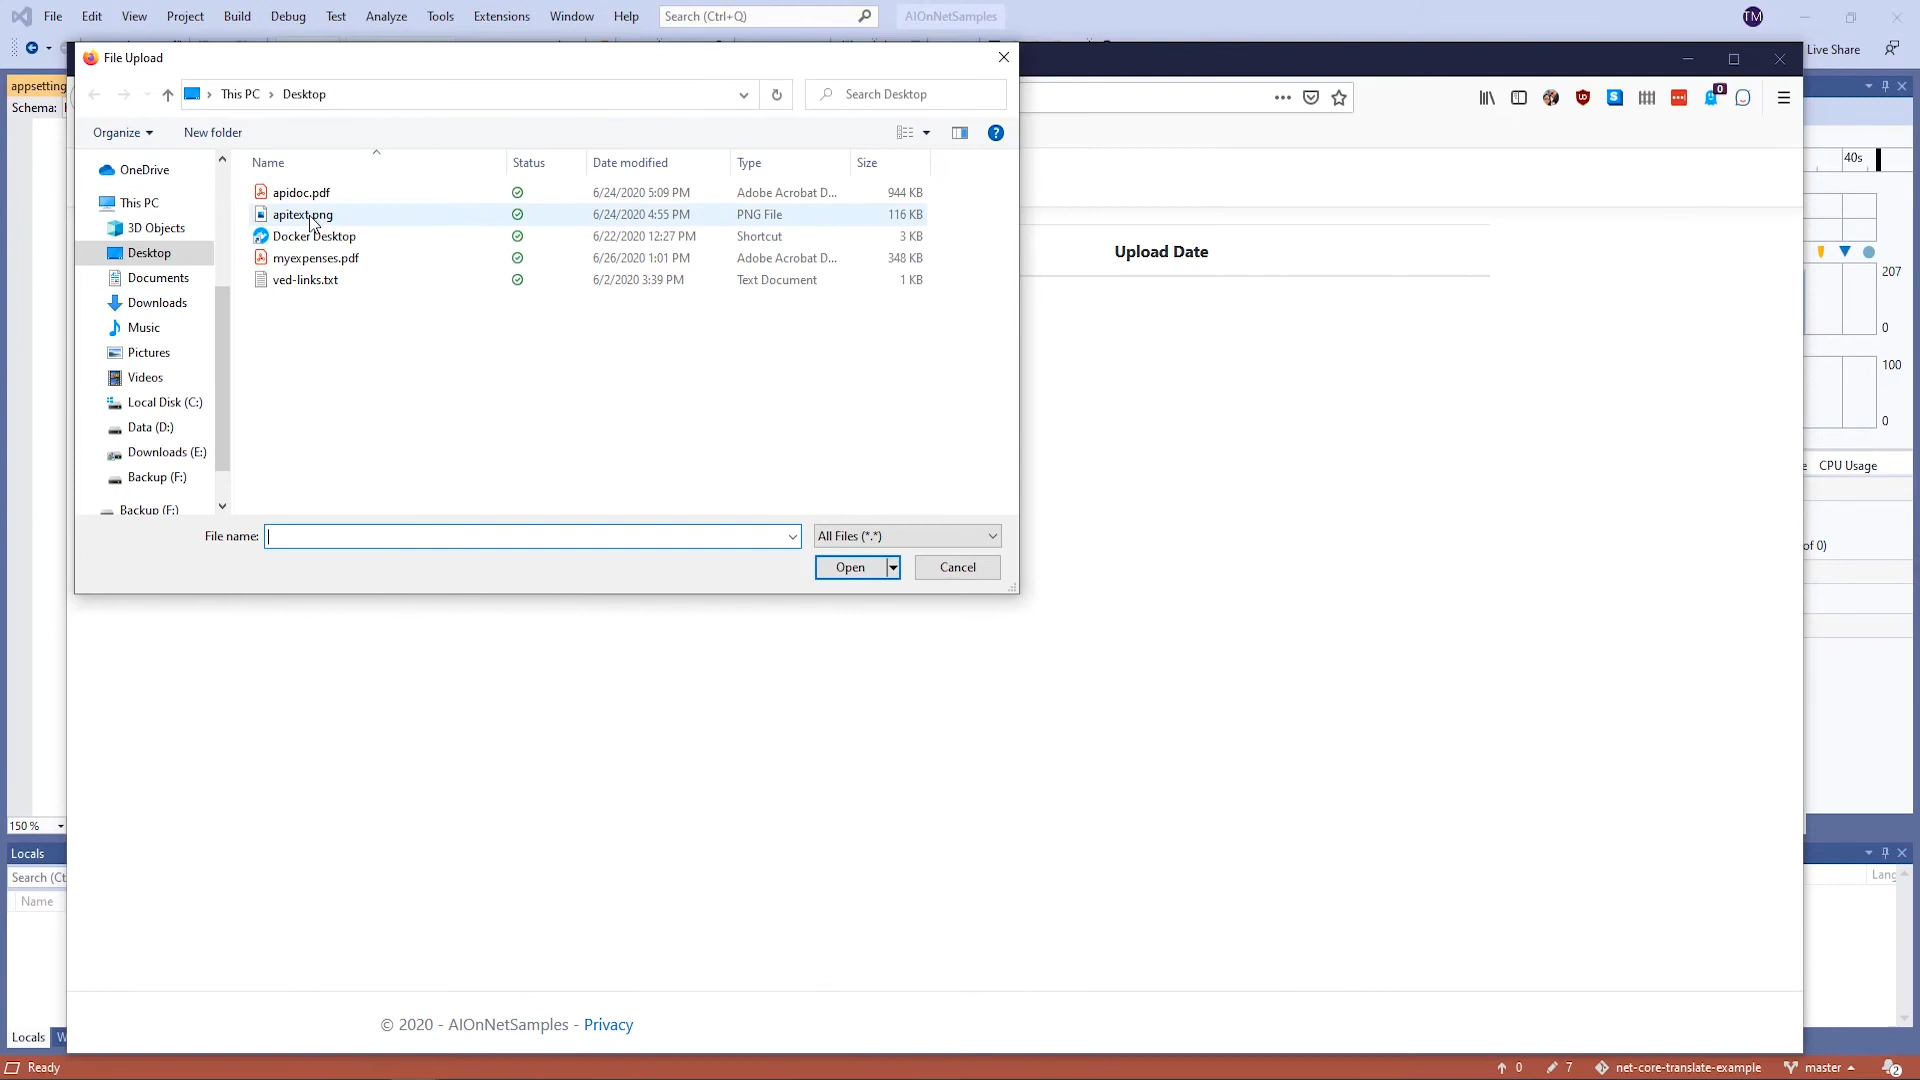 File Edit View Project Build Debug Test Analyze Tools Extensions Window Help Search (Ctrl+Q) AIOnNetSamples TM
Live Share
File Upload
appsetting
This PC Desktop Search Desktop
Schema:
0
Organize New folder
Name Status Date modified Type Size
apidoc.pdf 6/24/2020 5:09 PM Adobe Acrobat D... 944 KB
apitext.png 6/24/2020 4:55 PM PNG File 116 KB
Docker Desktop 6/22/2020 12:27 PM Shortcut 3 KB
myexpenses.pdf 6/26/2020 1:01 PM Adobe Acrobat D... 348 KB
ved-links.txt 6/2/2020 3:39 PM Text Document 1 KB
OneDrive
This PC
3D Objects
Desktop
Documents
Downloads
Music
Pictures
Videos
Local Disk (C:)
Data (D:)
Downloads (E:)
Backup (F:)
Backup (F:)
File name: All Files (*.*)
Open Cancel
Upload Date
40s
207
0
100
0
CPU Usage
of 0)
150 %
Locals
Search (Ct
Name
Lang
Locals W
© 2020 - AIOnNetSamples - Privacy
Ready 0 7 net-core-translate-example master 2